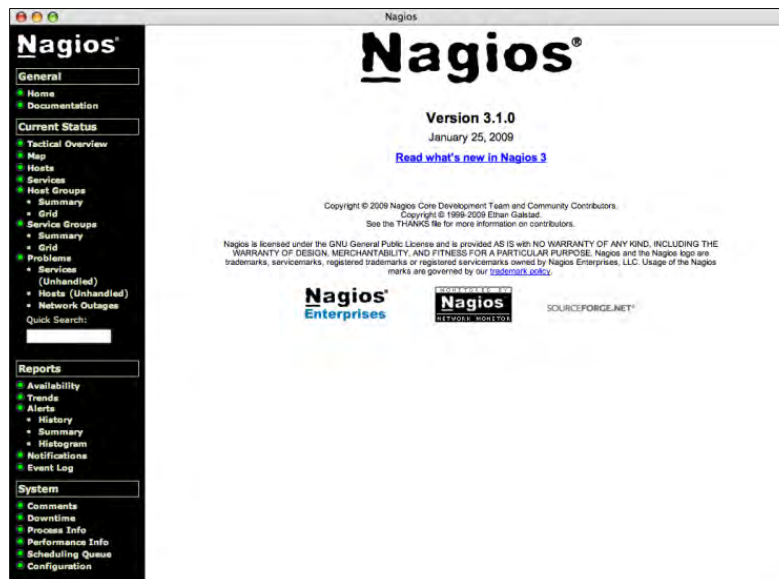 Nagios
Nagios®
General
Home
Documentation
Current Status
Tactical Overview
Map
Hosts
Services
Host Groups
Summary
Grid
Service Groups
Summary
Grid
Problems
Services
(Unhandled)
Hosts (Unhandled)
Network Outages
Quick Search:
Reports
Availability
Trends
Alerts
History
Summary
Histogram
Notifications
Event Log
System
Comments
Downtime
Process Info
Performance Info
Scheduling Queue
Configuration
Nagios®
Version 3.1.0
January 25, 2009
Read what's new in Nagios 3
Copyright © 2009 Nagios Core Development Team and Community Contributors.
Copyright © 1999-2009 Ethan Galstad.
See the THANKS file for more information on contributors.
Nagios is licensed under the GNU General Public License and is provided AS IS with NO WARRANTY OF ANY KIND, INCLUDING THE
WARRANTY OF DESIGN, MERCHANTABILITY, AND FITNESS FOR A PARTICULAR PURPOSE. Nagios and the Nagios logo are
trademarks, servicemarks, registered trademarks or registered servicemarks owned by Nagios Enterprises, LLC. Usage of the Nagios
marks are governed by our trademark policy.
Nagios®
Enterprises
MONITORED BY
Nagios®
NETWORK MONITOR
SOURCEFORGE.NET®